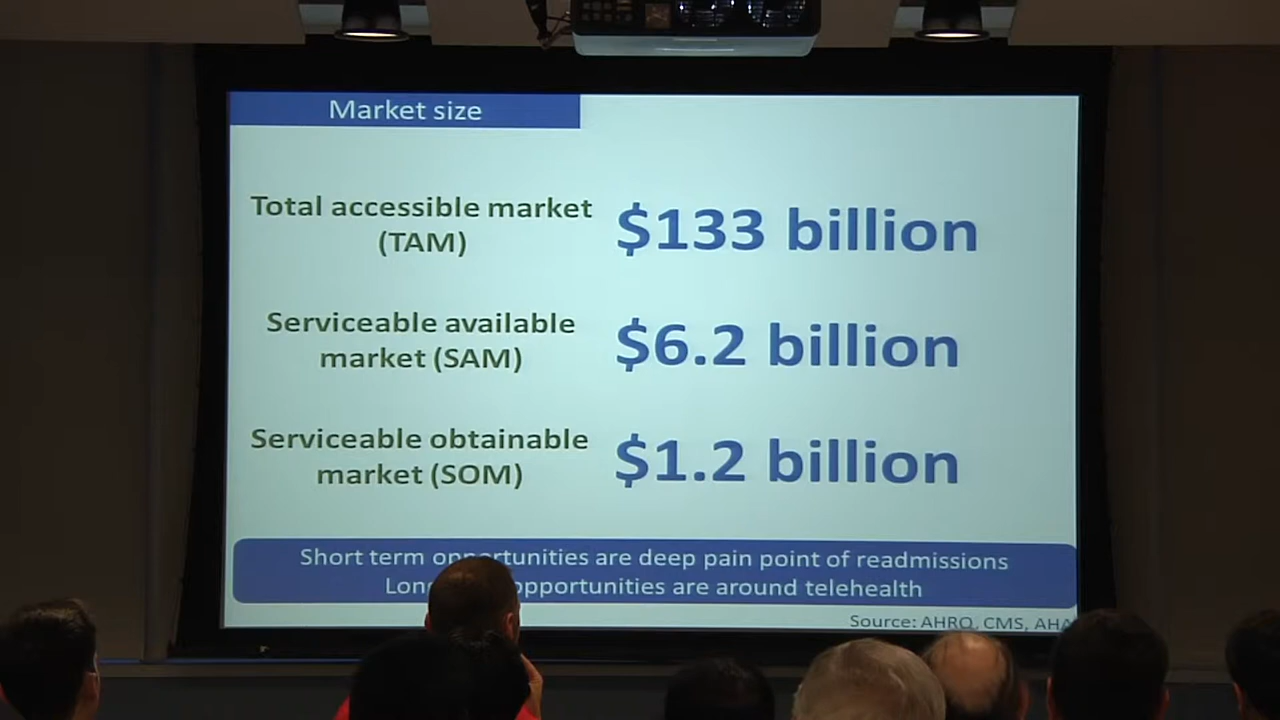 Market size
Total accessible market
(TAM)
$133 billion
Serviceable available
market (SAM)
$6.2 billion
Serviceable obtainable
market (SOM)
$1.2 billion
Short term opportunities are deep pain point of readmissions
opportunities are around telehealth
Source: AHRQ, CMS, AHA